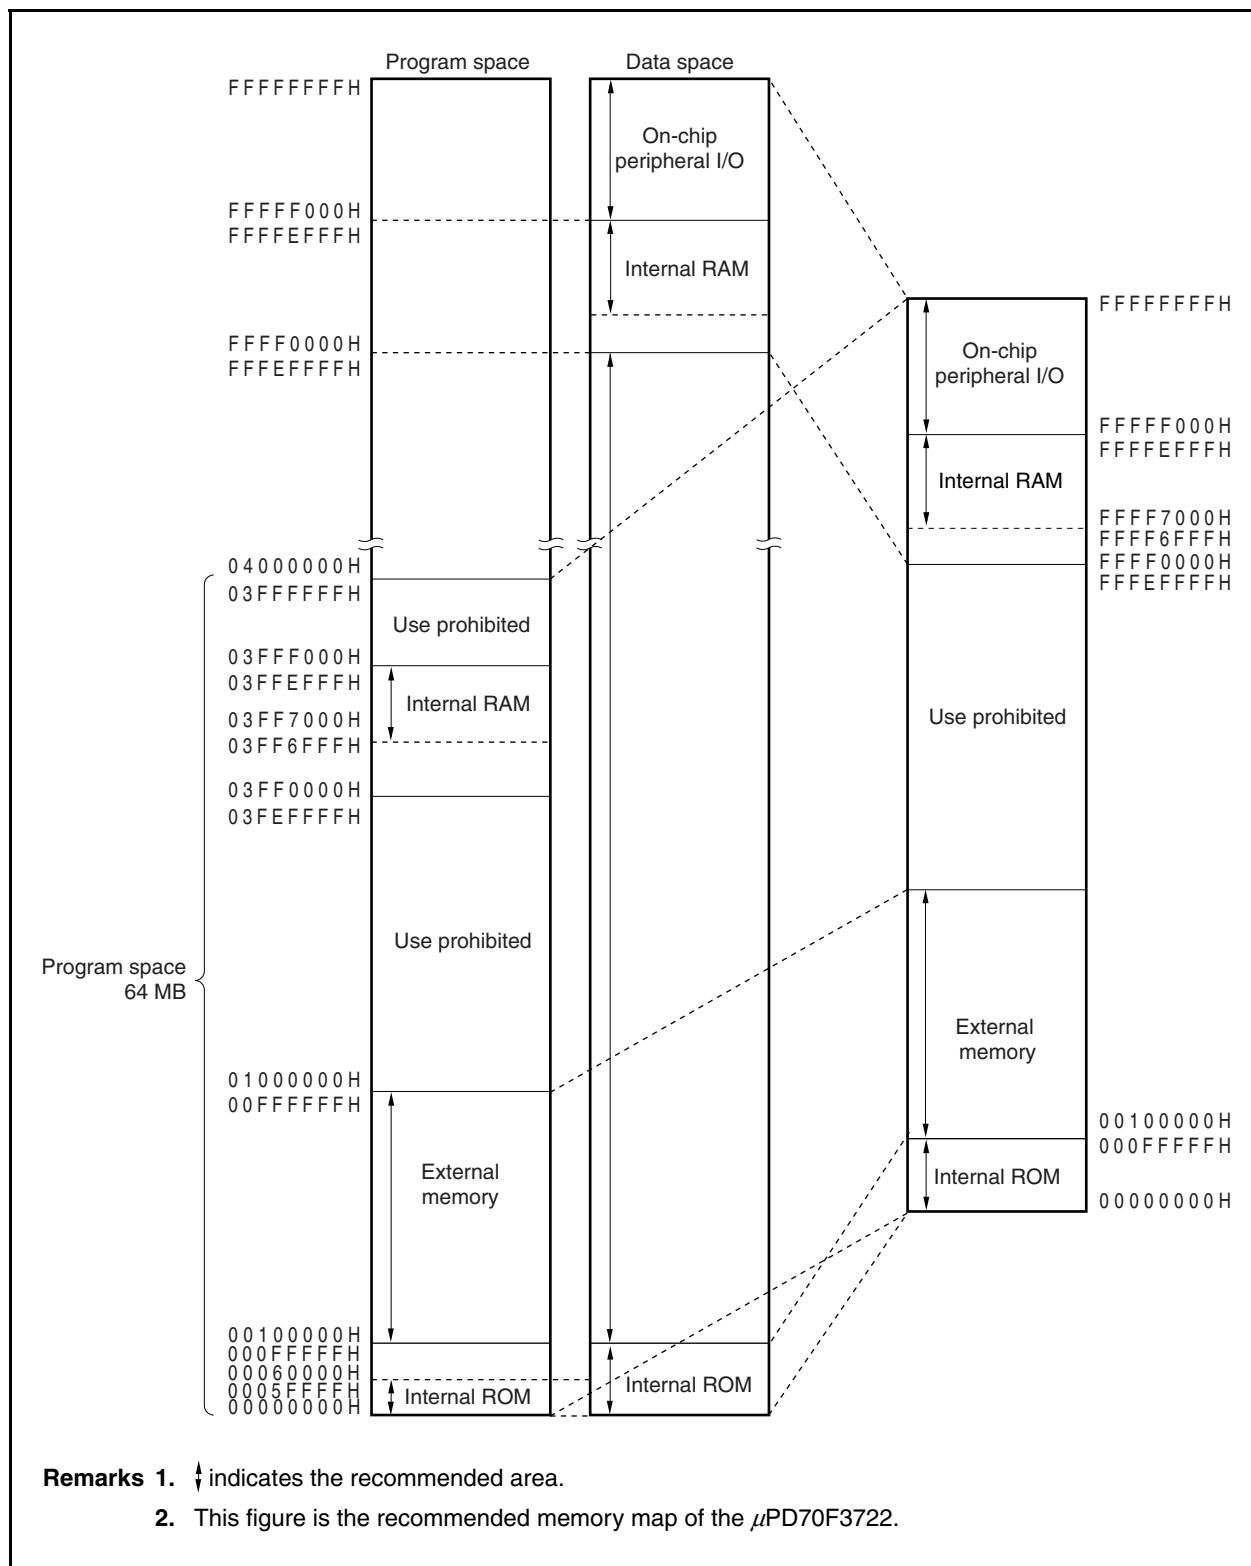 Program space
Data space
FFFFFFFFH
On-chip
peripheral I/O
FFFFF000H
FFFFEFFFH
Internal RAM
FFFF0000H
FFFEFFFFH
04000000H
03FFFFFFH
Use prohibited
03FFF000H
03FFEFFFH
Internal RAM
03FF7000H
03FF6FFFH
03FF0000H
03FEFFFFH
Use prohibited
Program space
64 MB
01000000H
00FFFFFFH
External
memory
00100000H
000FFFFFH
00060000H
0005FFFFH
00000000H
Internal ROM
Internal ROM
FFFFFFFFH
On-chip
peripheral I/O
FFFFF000H
FFFFEFFFH
Internal RAM
FFFF7000H
FFFF6FFFH
FFFF0000H
FFFEFFFFH
Use prohibited
External
memory
00100000H
000FFFFFH
Internal ROM
00000000H
Remarks 1. indicates the recommended area.
2. This figure is the recommended memory map of the μPD70F3722.